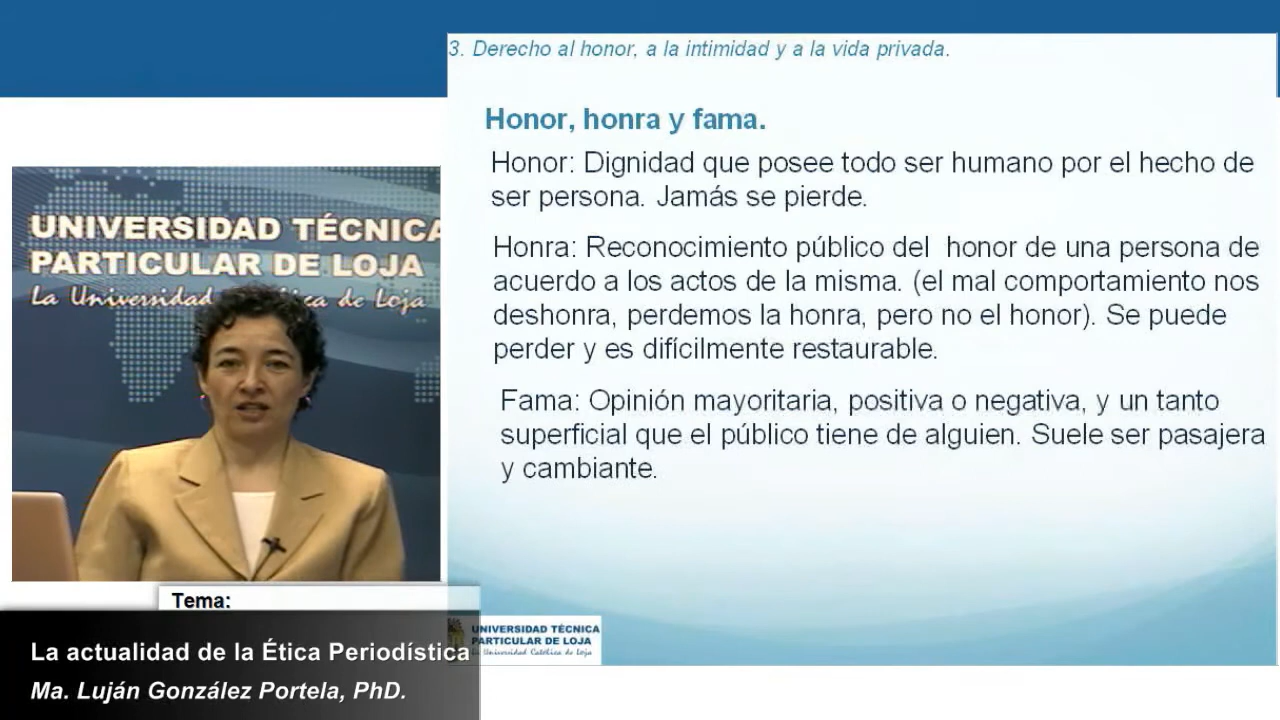 3. Derecho al honor, a la intimidad y a la vida privada.
Honor, honra y fama.
Honor: Dignidad que posee todo ser humano por el hecho de
ser persona. Jamás se pierde.
Honra: Reconocimiento público del honor de una persona de
acuerdo a los actos de la misma. (el mal comportamiento nos
deshonra, perdemos la honra, pero no el honor). Se puede
perder y es difícilmente restaurable.
Fama: Opinión mayoritaria, positiva o negativa, y un tanto
superficial que el público tiene de alguien. Suele ser pasajera
y cambiante.
UNIVERSIDAD TÉCNICA
PARTICULAR DE LOJA
La Universidad Católica de Loja
Tema:
La actualidad de la Ética Periodística
Ma. Luján González Portela, PhD.
UNIVERSIDAD TÉCNICA
PARTICULAR DE LOJA
La Universidad Católica de Loja